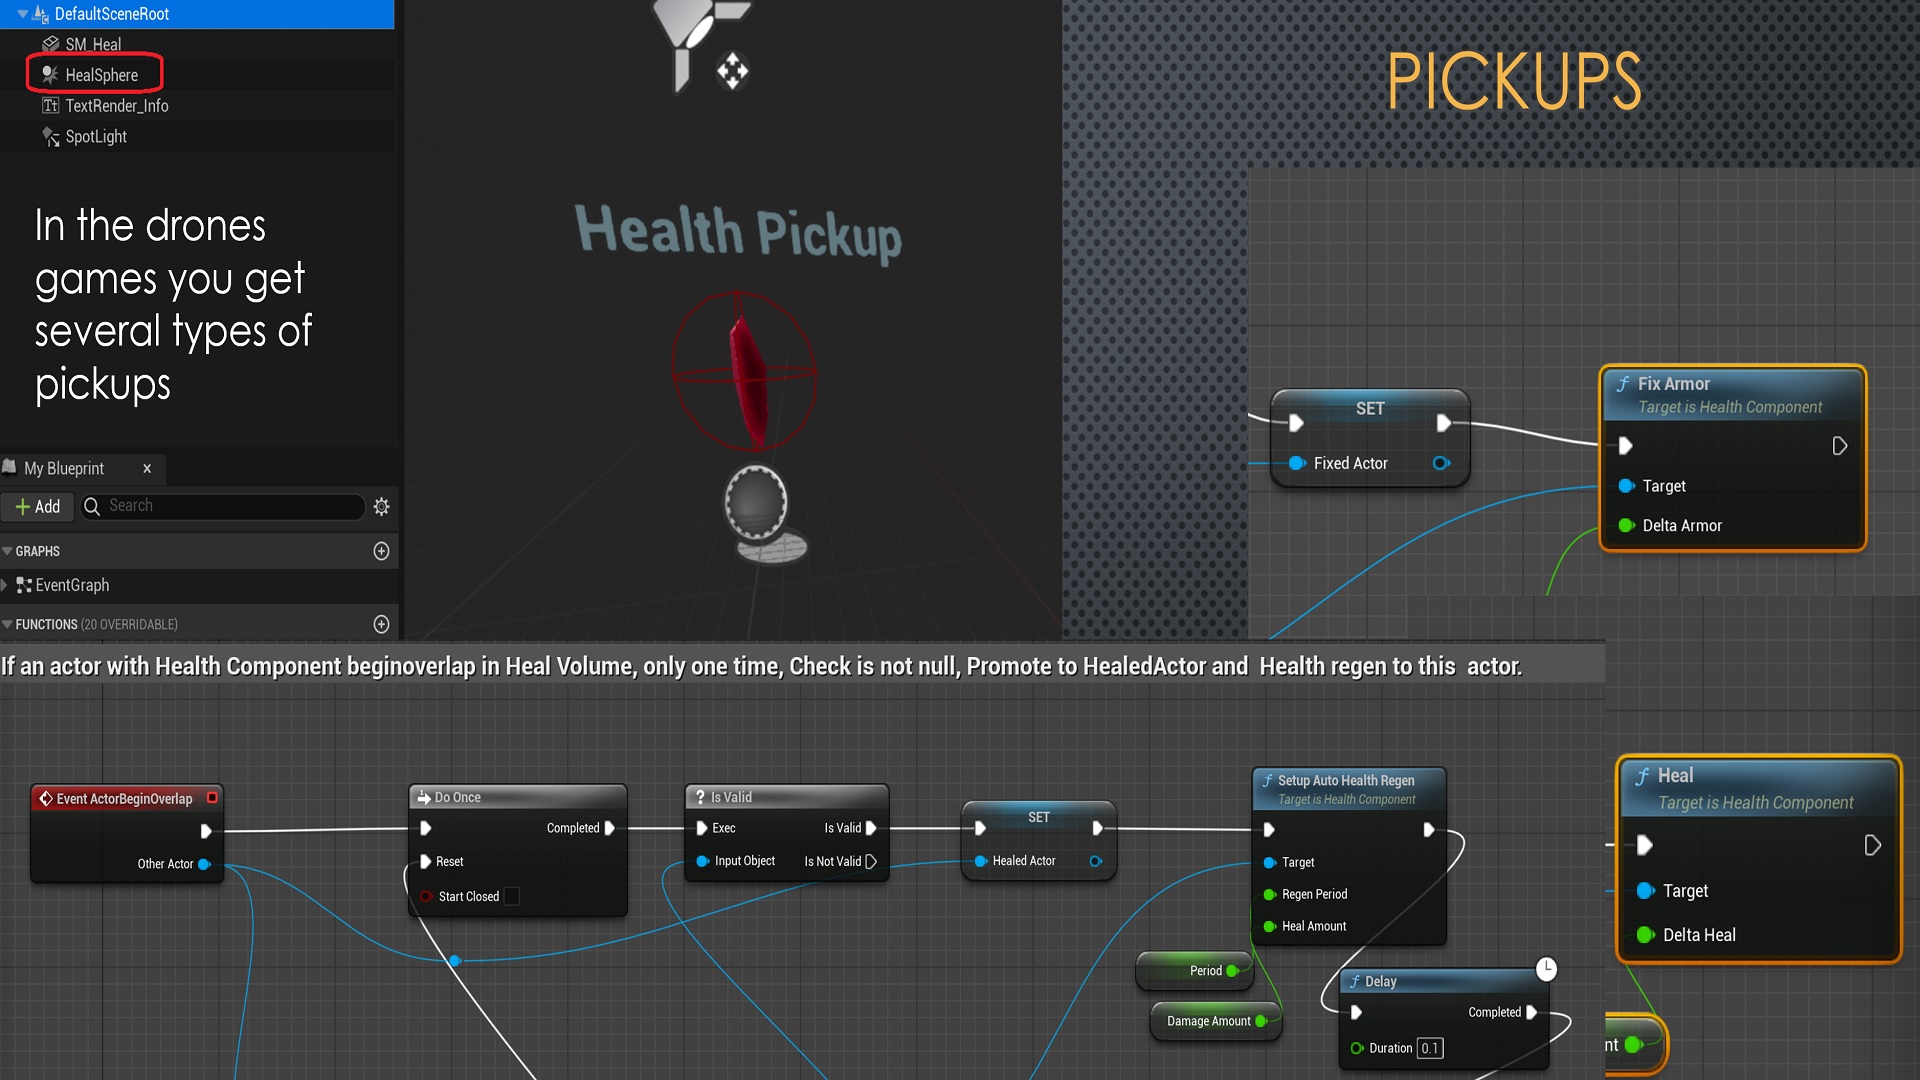 DefaultSceneRoot
SM_Heal
HealSphere
TextRender_Info
SpotLight
In the drones
games you get
several types of
pickups
My Blueprint
Add
Search
GRAPHS
EventGraph
FUNCTIONS (20 OVERRIDABLE)
Health Pickup
PICKUPS
SET
Fixed Actor
Fix Armor
Target is Health Component
Target
Delta Armor
If an actor with Health Component beginoverlap in Heal Volume, only one time, Check is not null, Promote to HealedActor and Health regen to this actor.
Event ActorBeginOverlap
Other Actor
Do Once
Completed
Reset
Start Closed
? Is Valid
Exec Is Valid
Input Object Is Not Valid
SET
Healed Actor
Setup Auto Health Regen
Target is Health Component
Target
Regen Period
Heal Amount
Period
Damage Amount
Delay
Completed
Duration 0.1
Heal
Target is Health Component
Target
Delta Heal
nt